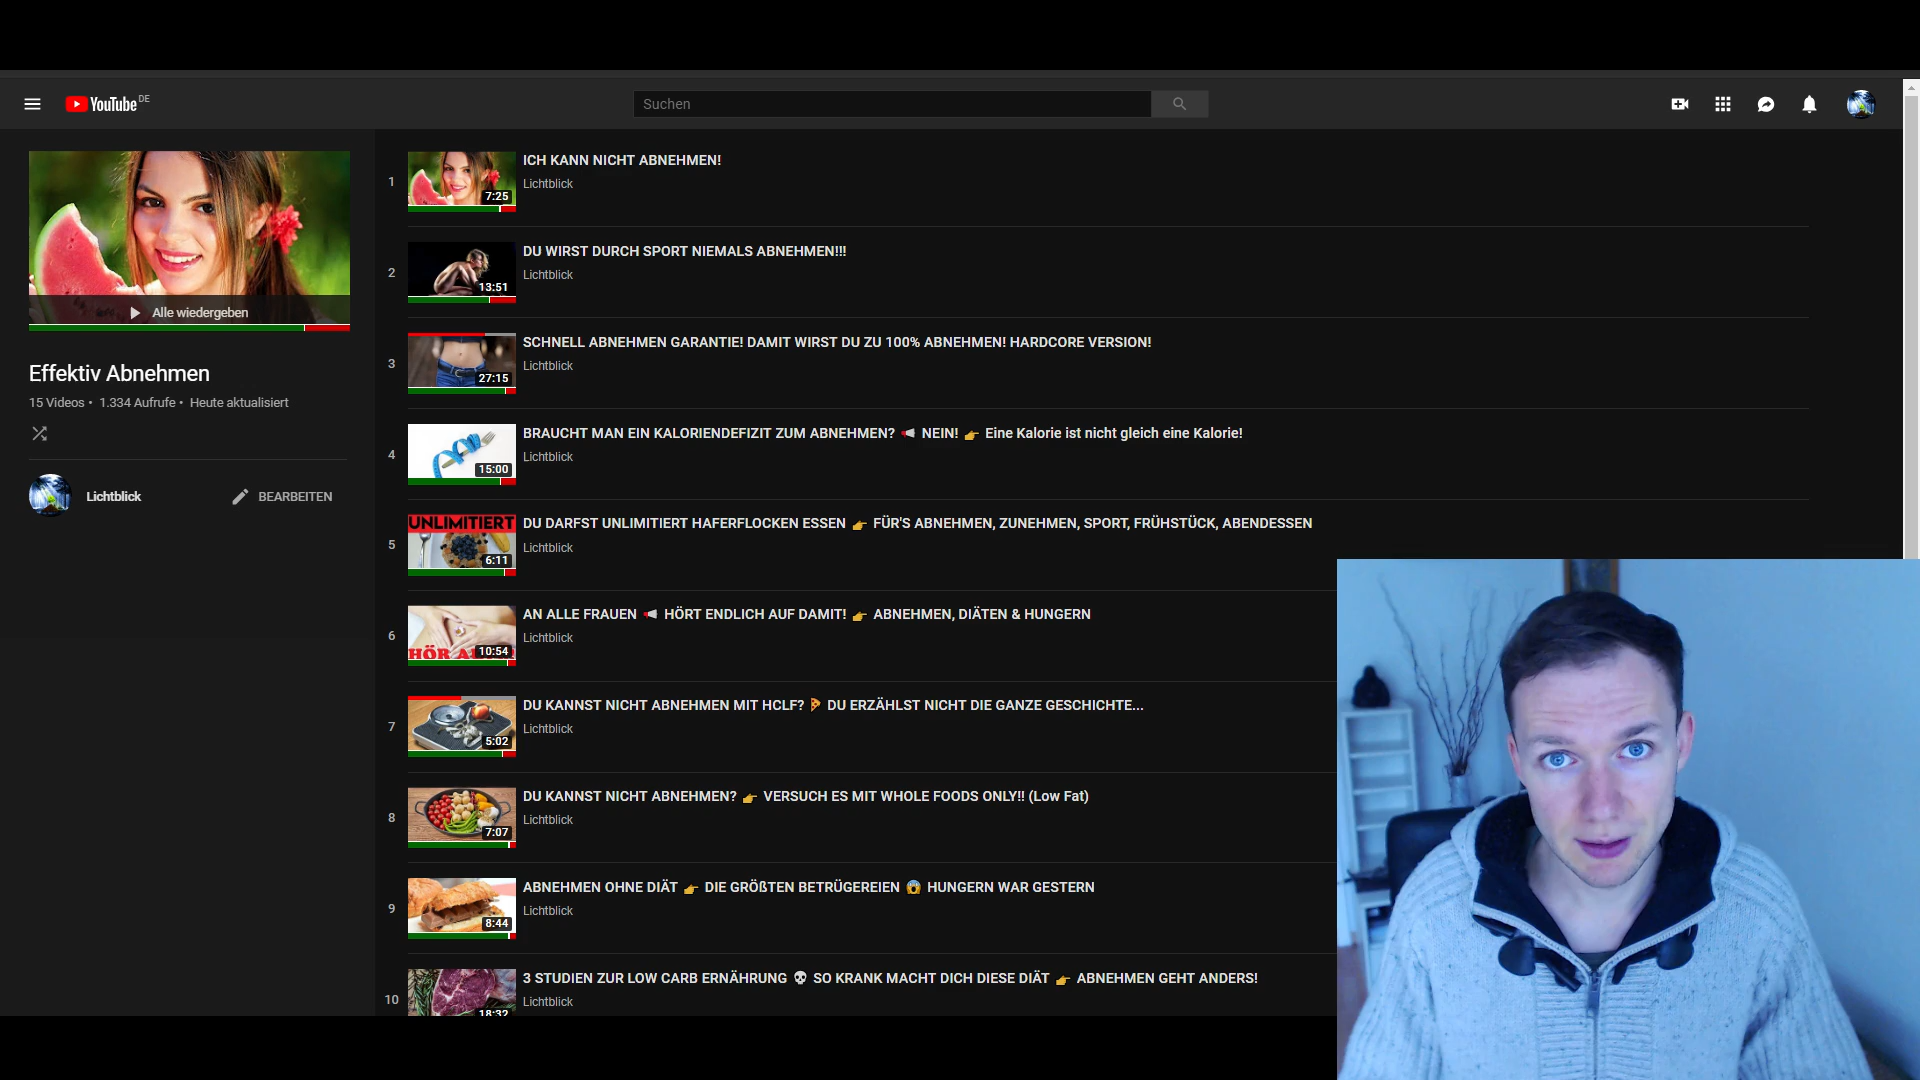 YouTube DE
Suchen
Alle wiedergeben
Effektiv Abnehmen
15 Videos • 1.334 Aufrufe • Heute aktualisiert
Lichtblick
BEARBEITEN
1
7:25
ICH KANN NICHT ABNEHMEN!
Lichtblick
2
13:51
DU WIRST DURCH SPORT NIEMALS ABNEHMEN!!!
Lichtblick
3
27:15
SCHNELL ABNEHMEN GARANTIE! DAMIT WIRST DU ZU 100% ABNEHMEN! HARDCORE VERSION!
Lichtblick
4
15:00
BRAUCHT MAN EIN KALORIENDEFIZIT ZUM ABNEHMEN? 📢 NEIN! 👉 Eine Kalorie ist nicht gleich eine Kalorie!
Lichtblick
5
UNLIMITIERT
6:11
DU DARFST UNLIMITIERT HAFERFLOCKEN ESSEN 👉 FÜR'S ABNEHMEN, ZUNEHMEN, SPORT, FRÜHSTÜCK, ABENDESSEN
Lichtblick
6
HÖR
10:54
AN ALLE FRAUEN 📢 HÖRT ENDLICH AUF DAMIT! 👉 ABNEHMEN, DIÄTEN & HUNGERN
Lichtblick
7
5:02
DU KANNST NICHT ABNEHMEN MIT HCLF? 🍕 DU ERZÄHLST NICHT DIE GANZE GESCHICHTE...
Lichtblick
8
7:07
DU KANNST NICHT ABNEHMEN? 👉 VERSUCH ES MIT WHOLE FOODS ONLY!! (Low Fat)
Lichtblick
9
8:44
ABNEHMEN OHNE DIÄT 👉 DIE GRÖßTEN BETRÜGEREIEN 😱 HUNGERN WAR GESTERN
Lichtblick
10
18:32
3 STUDIEN ZUR LOW CARB ERNÄHRUNG 💀 SO KRANK MACHT DICH DIESE DIÄT 👉 ABNEHMEN GEHT ANDERS!
Lichtblick